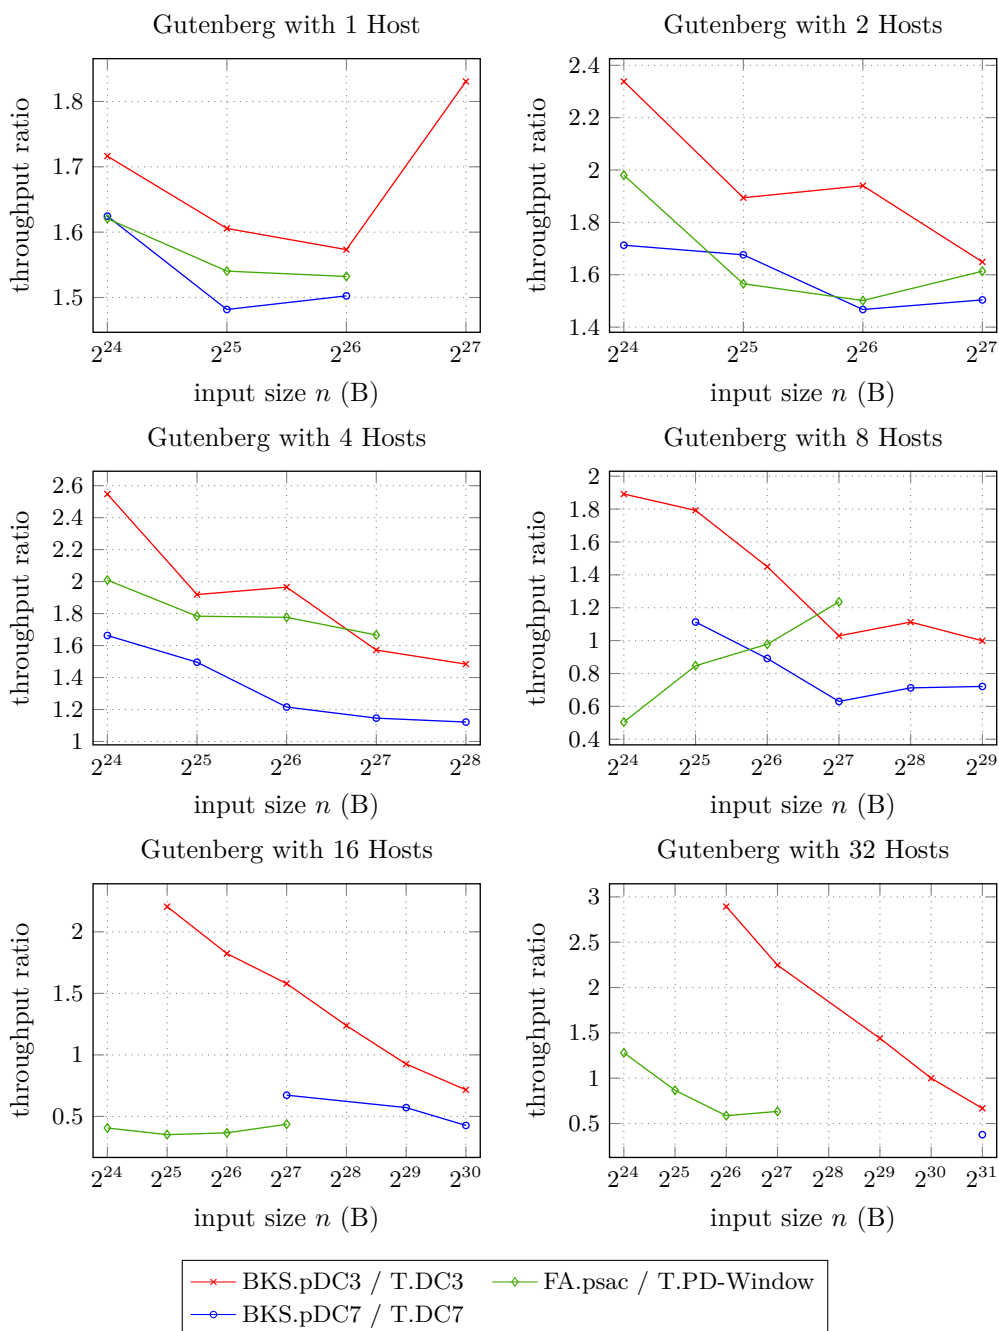 Gutenberg with 1 Host
throughput ratio
1.8
1.7
1.6
1.5
2^24 2^25 2^26 2^27
input size n (B)
Gutenberg with 2 Hosts
throughput ratio
2.4
2.2
2
1.8
1.6
1.4
2^24 2^25 2^26 2^27
input size n (B)
Gutenberg with 4 Hosts
throughput ratio
2.6
2.4
2.2
2
1.8
1.6
1.4
1.2
1
2^24 2^25 2^26 2^27 2^28
input size n (B)
Gutenberg with 8 Hosts
throughput ratio
2
1.8
1.6
1.4
1.2
1
0.8
0.6
0.4
2^24 2^25 2^26 2^27 2^28 2^29
input size n (B)
Gutenberg with 16 Hosts
throughput ratio
2
1.5
1
0.5
2^24 2^25 2^26 2^27 2^28 2^29 2^30
input size n (B)
Gutenberg with 32 Hosts
throughput ratio
3
2.5
2
1.5
1
0.5
2^24 2^25 2^26 2^27 2^28 2^29 2^30 2^31
input size n (B)
BKS.pDC3 / T.DC3 FA.psac / T.PD-Window
BKS.pDC7 / T.DC7